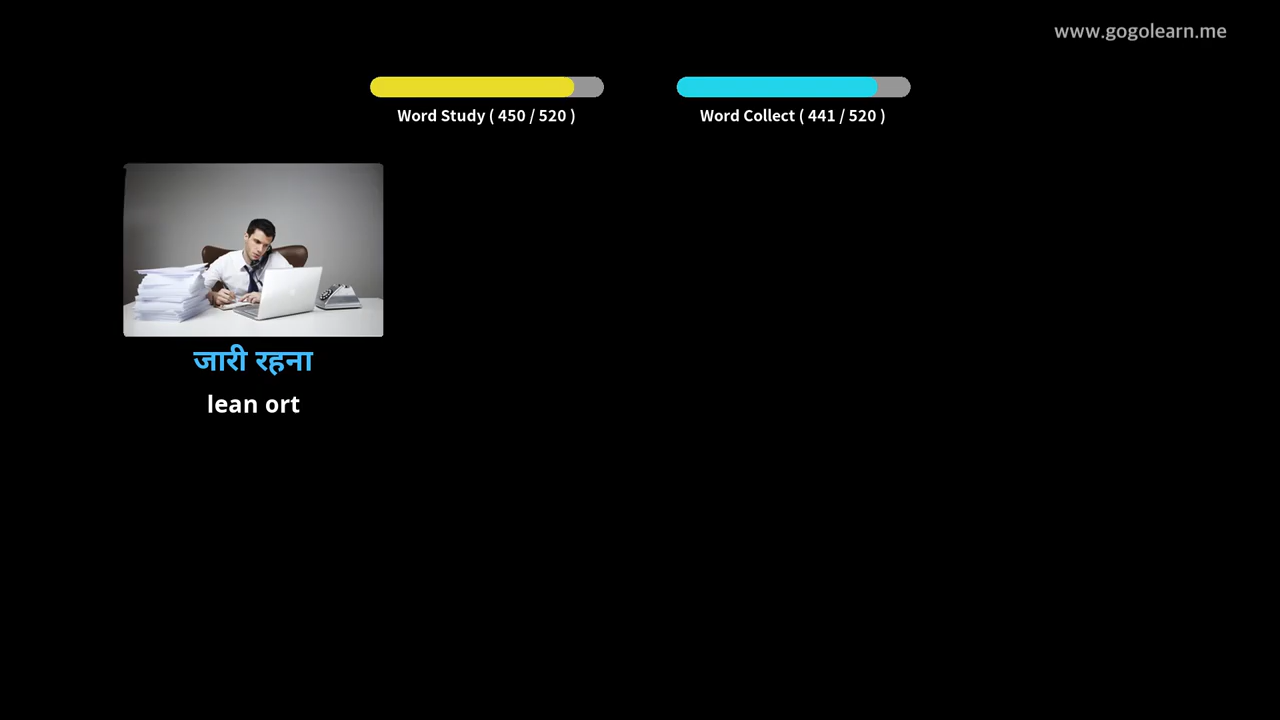 www.gogolearn.me
Word Study ( 450 / 520 )
Word Collect ( 441 / 520 )
जारी रहना
lean ort